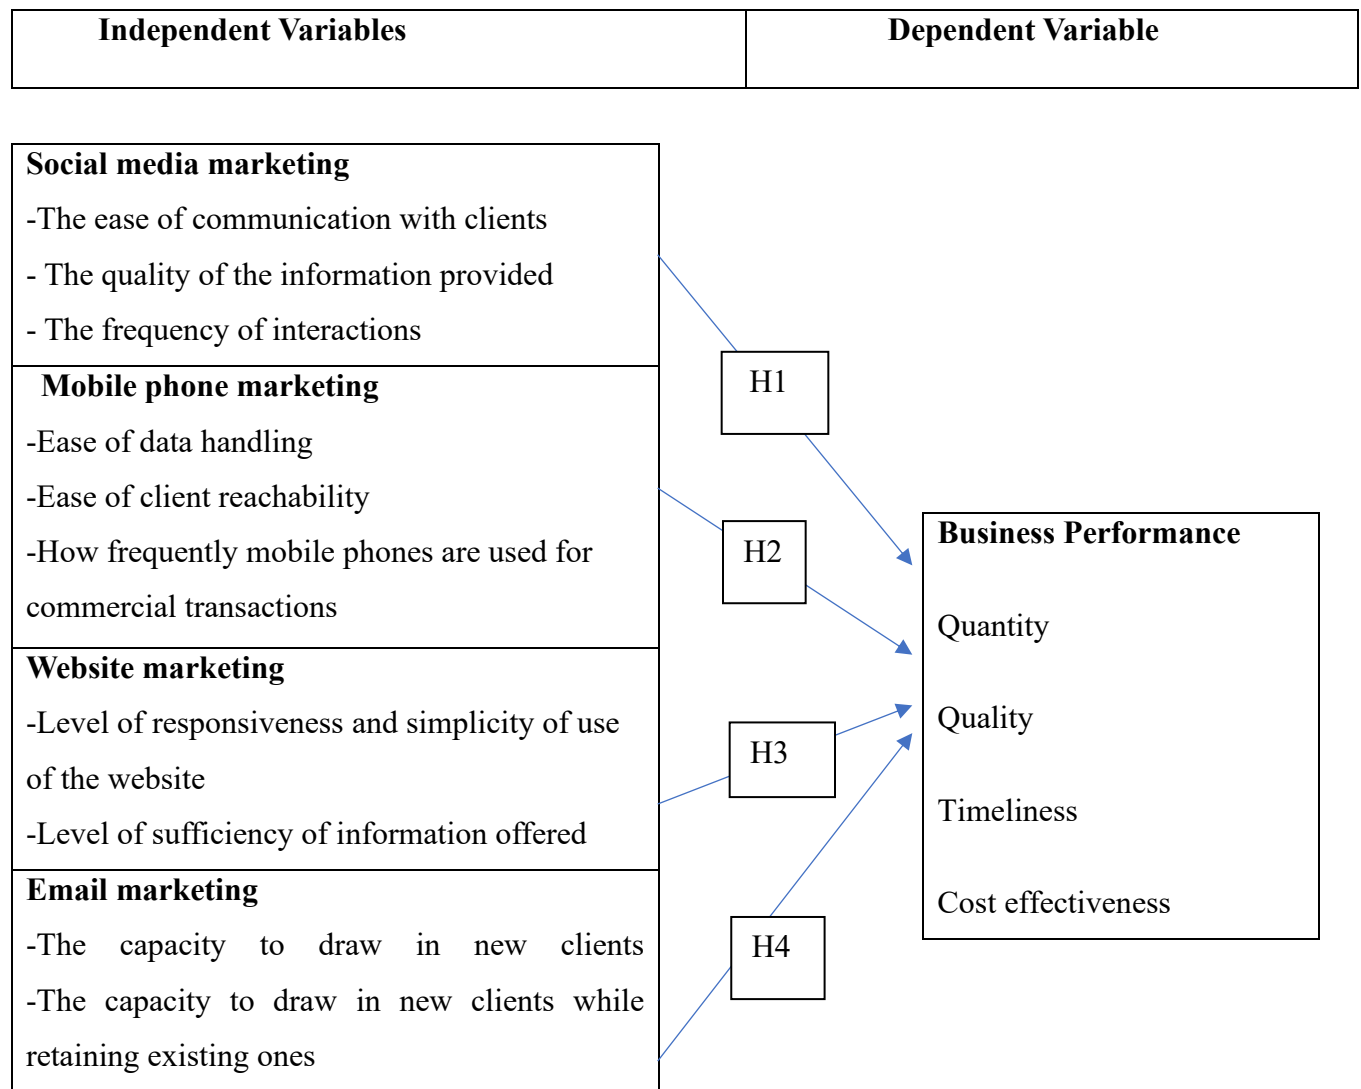 Independent Variables
Dependent Variable
Social media marketing
-The ease of communication with clients
- The quality of the information provided
- The frequency of interactions
Mobile phone marketing
-Ease of data handling
-Ease of client reachability
-How frequently mobile phones are used for
commercial transactions
Website marketing
-Level of responsiveness and simplicity of use
of the website
-Level of sufficiency of information offered
Email marketing
-The capacity to draw in new clients
-The capacity to draw in new clients while
retaining existing ones
H1
H2
H3
H4
Business Performance
Quantity
Quality
Timeliness
Cost effectiveness